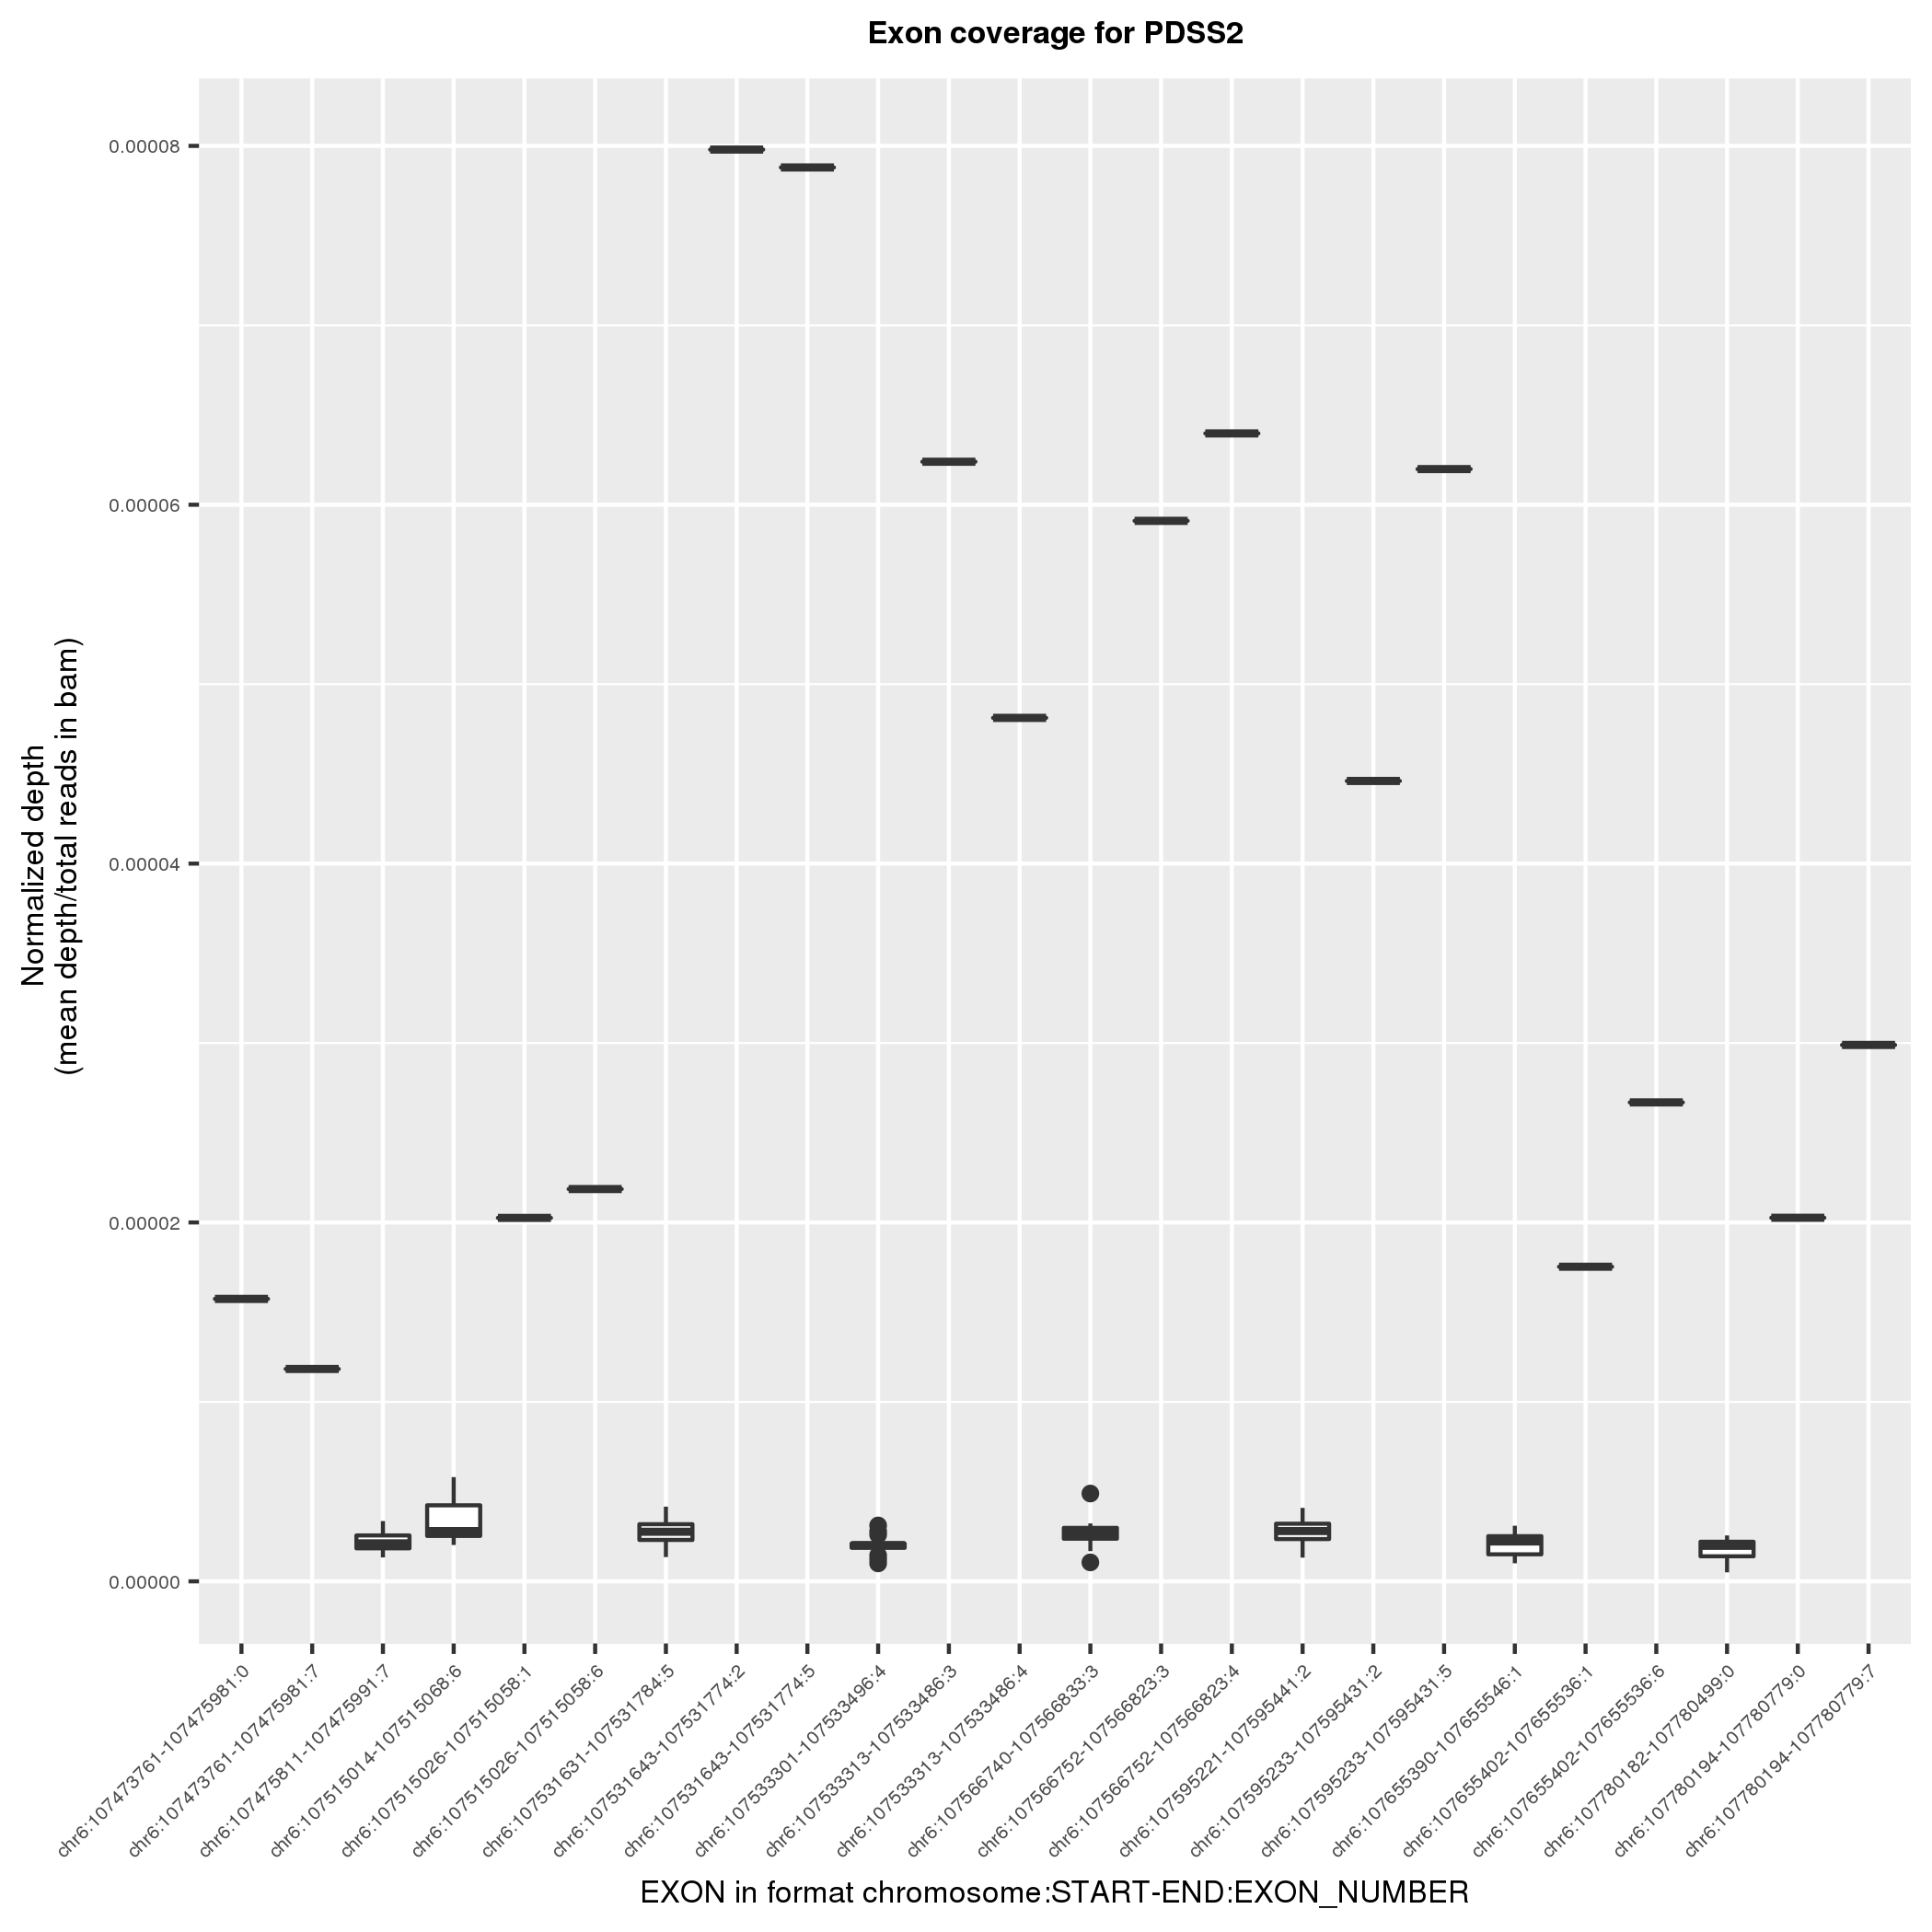 Exon coverage for PDSS2
Normalized depth
(mean depth/total reads in bam)
0.00008
0.00006
0.00004
0.00002
0.00000
chr6:107473761-107475981:0
chr6:107473761-107475981:7
chr6:107475811-107475991:7
chr6:107515014-107515068:6
chr6:107515026-107515058:1
chr6:107515026-107515058:6
chr6:107531631-107531784:5
chr6:107531643-107531774:2
chr6:107531643-107531774:5
chr6:107533301-107533496:4
chr6:107533313-107533486:3
chr6:107533313-107533486:4
chr6:107566740-107566833:3
chr6:107566752-107566823:3
chr6:107566752-107566823:4
chr6:107595221-107595441:2
chr6:107595233-107595431:2
chr6:107595233-107595431:5
chr6:107655390-107655546:1
chr6:107655402-107655536:1
chr6:107655402-107655536:6
chr6:107780182-107780499:0
chr6:107780194-107780779:0
chr6:107780194-107780779:7
EXON in format chromosome:START-END:EXON_NUMBER